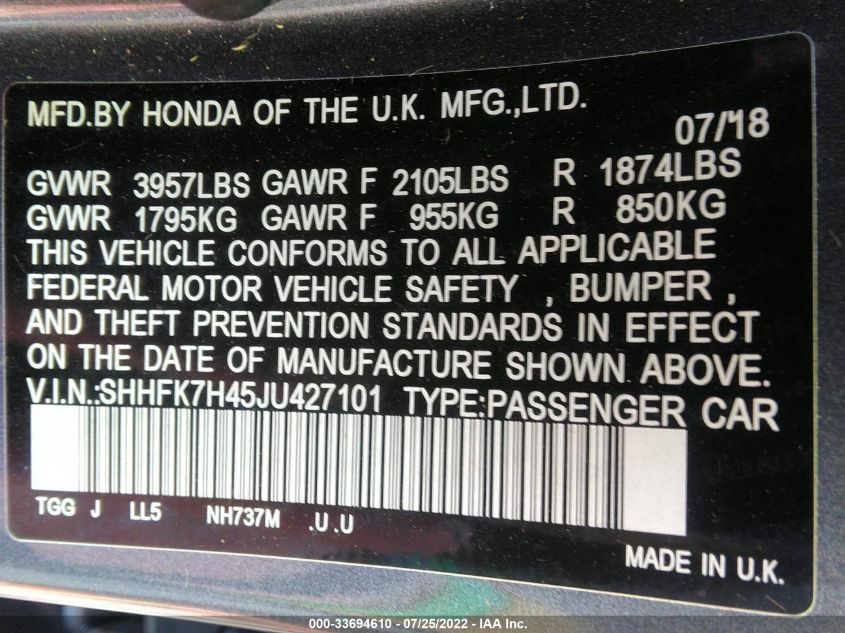 MFD.BY HONDA OF THE U.K. MFG.,LTD.
07/18
GVWR 3957LBS GAWR F 2105LBS R 1874LBS
GVWR 1795KG GAWR F 955KG R 850KG
THIS VEHICLE CONFORMS TO ALL APPLICABLE
FEDERAL MOTOR VEHICLE SAFETY , BUMPER ,
AND THEFT PREVENTION STANDARDS IN EFFECT
ON THE DATE OF MANUFACTURE SHOWN ABOVE.
V.I.N.:SHHFK7H45JU427101 TYPE:PASSENGER CAR
TGG J LL5 NH737M .U .U
MADE IN U.K.
000-33694610 - 07/25/2022 - IAA Inc.